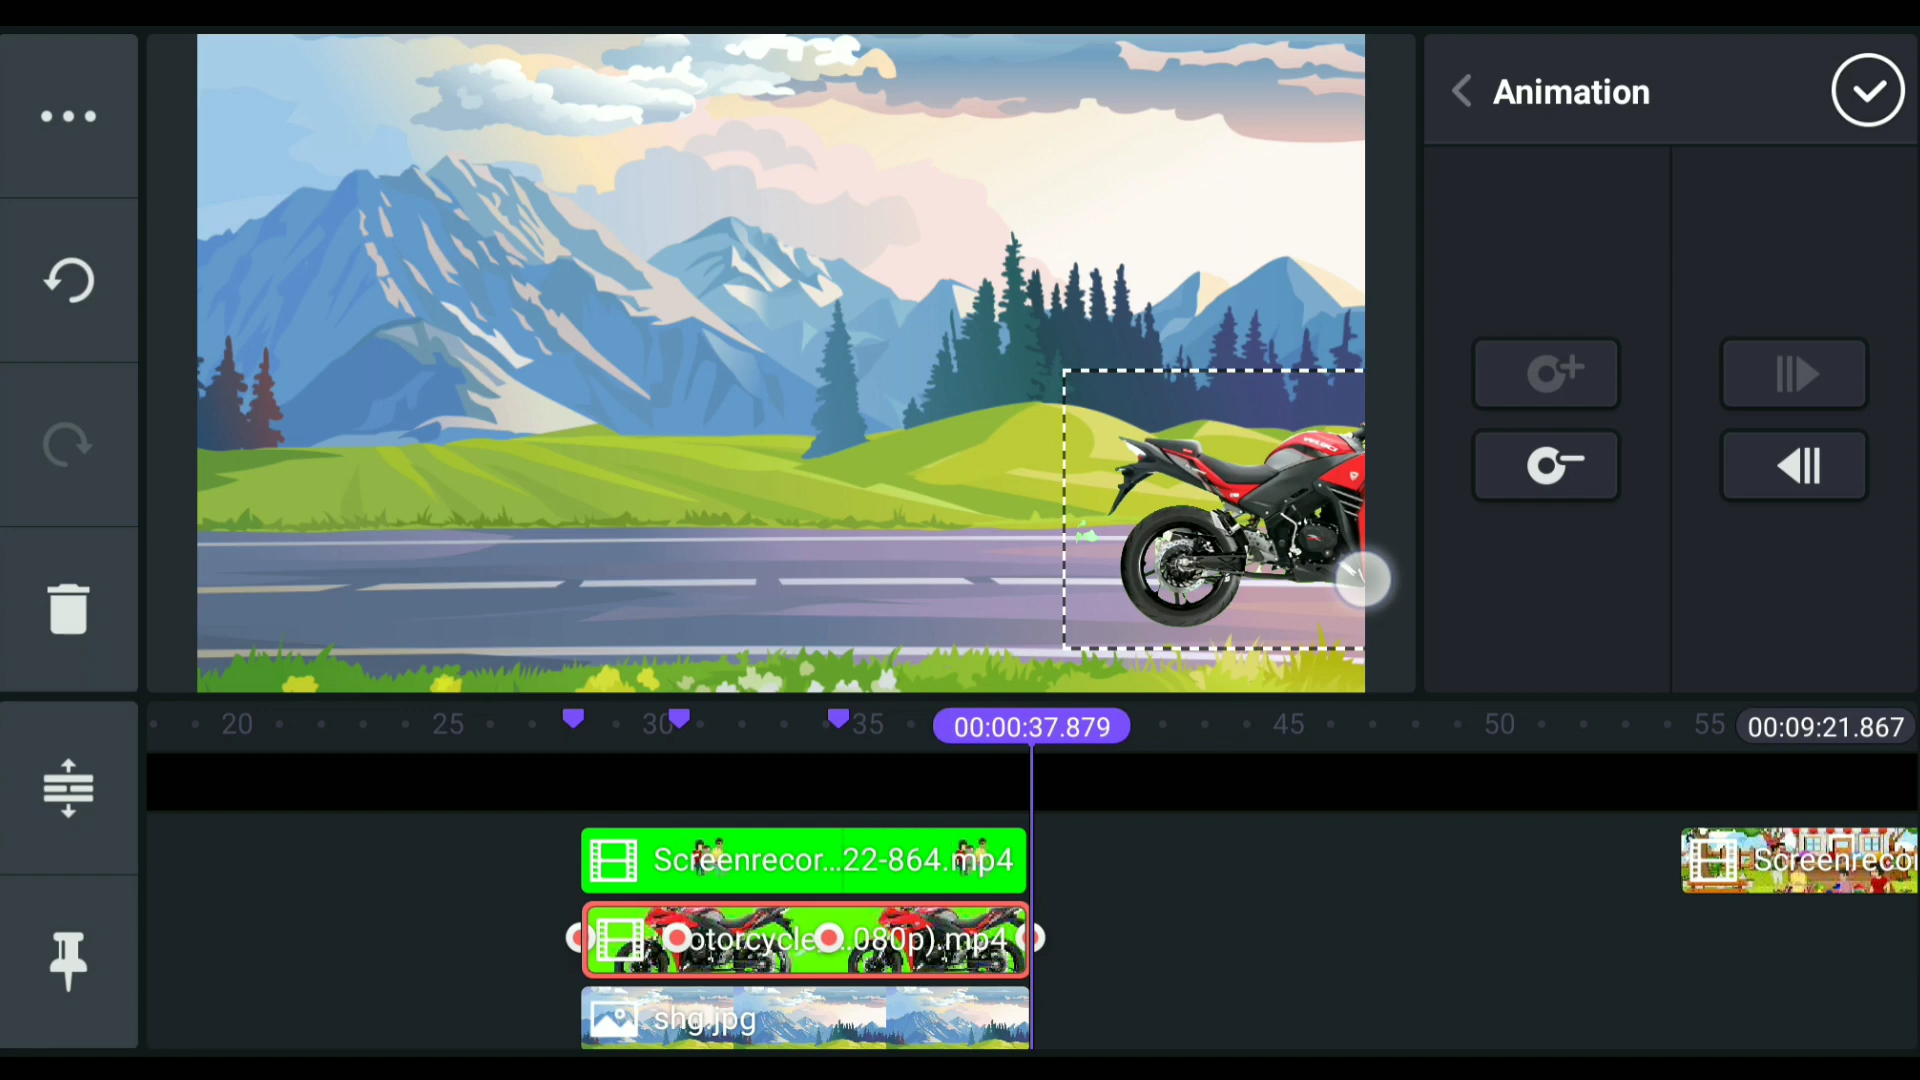 Animation
20
25
30
35
00:00:37.879
45
50
55
00:09:21.867
Screenrecor...22-864.mp4
Screenrecor
otorcycle...080p).mp4
shg.jpg